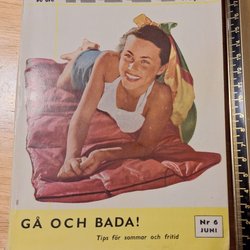 GÅ OCH BADA!
Tips för sommar och fritid
Nr 6
JUNI